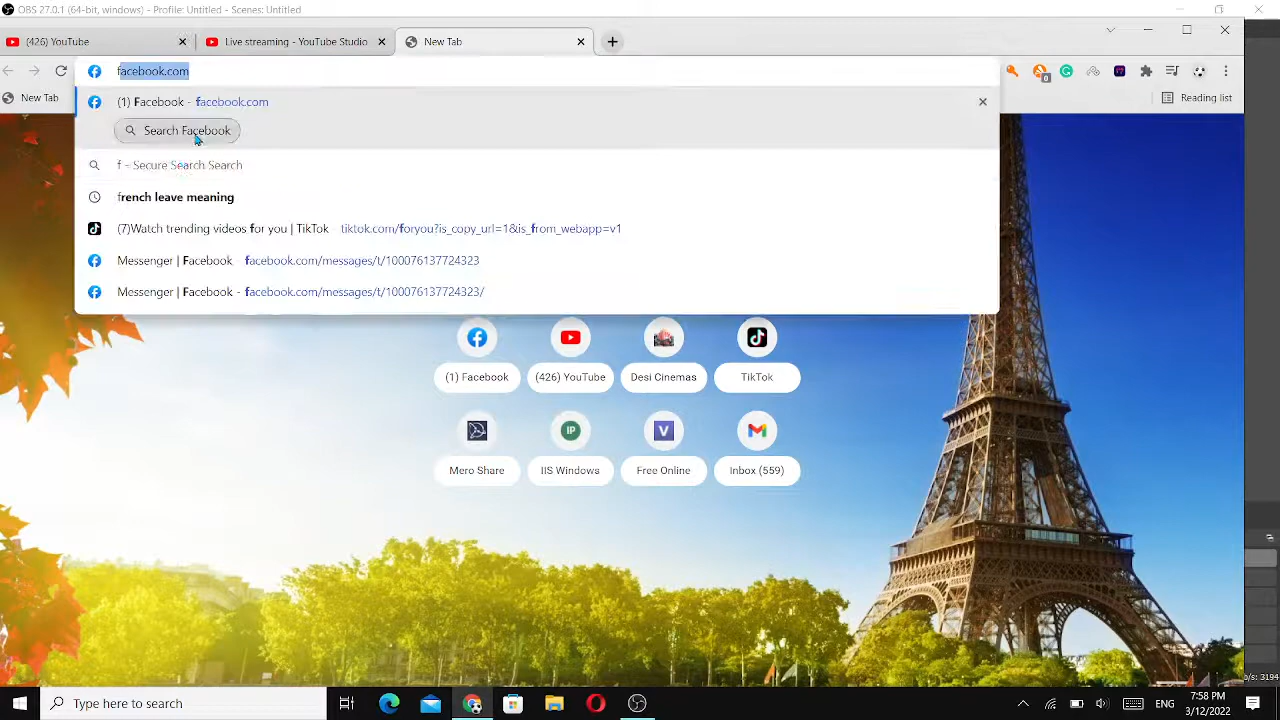 OBS 27.0.1 (64-bit, windows) - Profile: Untitled - Scenes: Untitled
(426) YouTube
Live streaming - YouTube Studio
New Tab
facebook.com
New Tab
Reading list
0
(1) Facebook - facebook.com
Search Facebook
f - Secure Search Search
french leave meaning
(7)Watch trending videos for you | TikTok - tiktok.com/foryou?is_copy_url=1&is_from_webapp=v1
Messenger | Facebook - facebook.com/messages/t/100076137724323
Messenger | Facebook - facebook.com/messages/t/100076137724323/
(1) Facebook
(426) YouTube
Desi Cinemas
TikTok
IP
V
Mero Share
IIS Windows
Free Online
Inbox (559)
/s: 3194
Type here to search
ENG
7:58 PM
3/12/2022